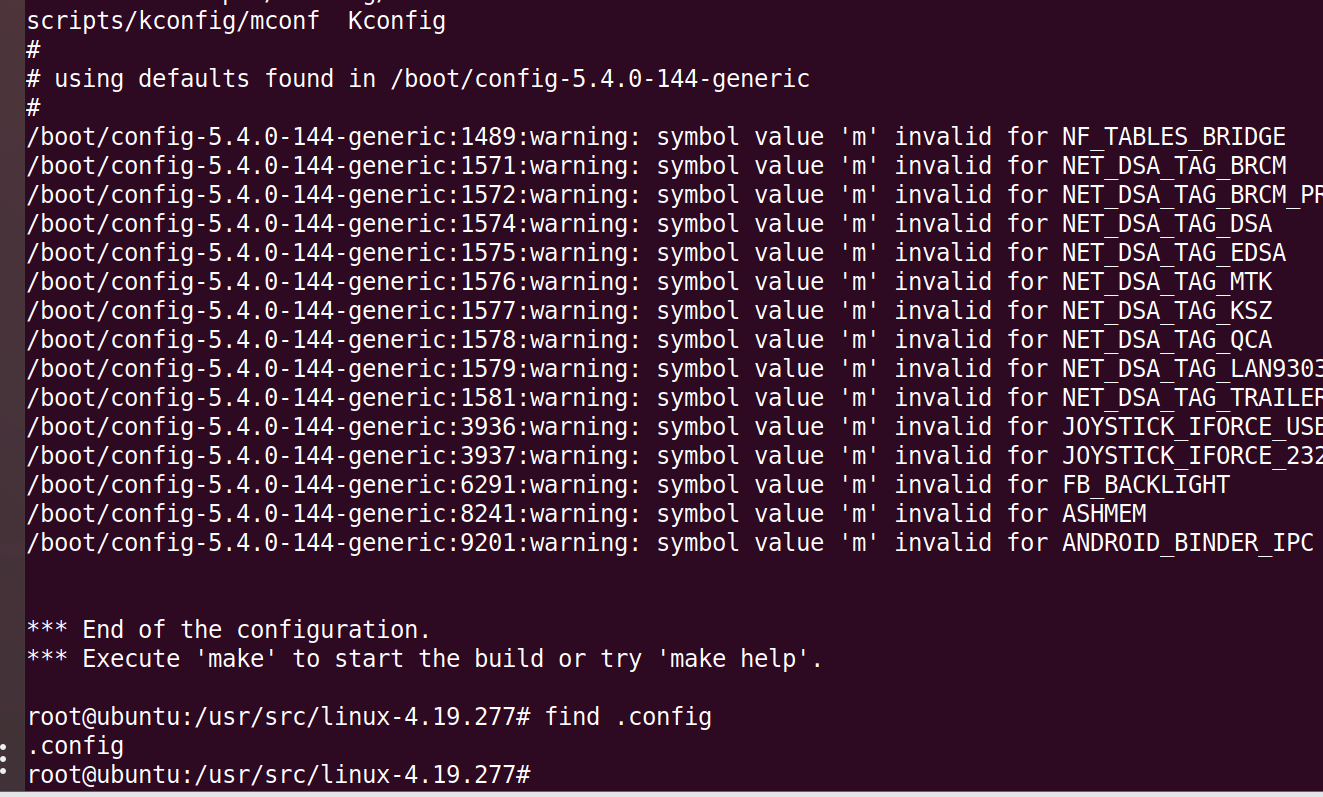 scripts/kconfig/mconf  Kconfig
#
# using defaults found in /boot/config-5.4.0-144-generic
#
/boot/config-5.4.0-144-generic:1489:warning: symbol value 'm' invalid for NF_TABLES_BRIDGE
/boot/config-5.4.0-144-generic:1571:warning: symbol value 'm' invalid for NET_DSA_TAG_BRCM
/boot/config-5.4.0-144-generic:1572:warning: symbol value 'm' invalid for NET_DSA_TAG_BRCM_PR
/boot/config-5.4.0-144-generic:1574:warning: symbol value 'm' invalid for NET_DSA_TAG_DSA
/boot/config-5.4.0-144-generic:1575:warning: symbol value 'm' invalid for NET_DSA_TAG_EDSA
/boot/config-5.4.0-144-generic:1576:warning: symbol value 'm' invalid for NET_DSA_TAG_MTK
/boot/config-5.4.0-144-generic:1577:warning: symbol value 'm' invalid for NET_DSA_TAG_KSZ
/boot/config-5.4.0-144-generic:1578:warning: symbol value 'm' invalid for NET_DSA_TAG_QCA
/boot/config-5.4.0-144-generic:1579:warning: symbol value 'm' invalid for NET_DSA_TAG_LAN9303
/boot/config-5.4.0-144-generic:1581:warning: symbol value 'm' invalid for NET_DSA_TAG_TRAILER
/boot/config-5.4.0-144-generic:3936:warning: symbol value 'm' invalid for JOYSTICK_IFORCE_USB
/boot/config-5.4.0-144-generic:3937:warning: symbol value 'm' invalid for JOYSTICK_IFORCE_232
/boot/config-5.4.0-144-generic:6291:warning: symbol value 'm' invalid for FB_BACKLIGHT
/boot/config-5.4.0-144-generic:8241:warning: symbol value 'm' invalid for ASHMEM
/boot/config-5.4.0-144-generic:9201:warning: symbol value 'm' invalid for ANDROID_BINDER_IPC
*** End of the configuration.
*** Execute 'make' to start the build or try 'make help'.
root@ubuntu:/usr/src/linux-4.19.277# find .config
.config
root@ubuntu:/usr/src/linux-4.19.277#